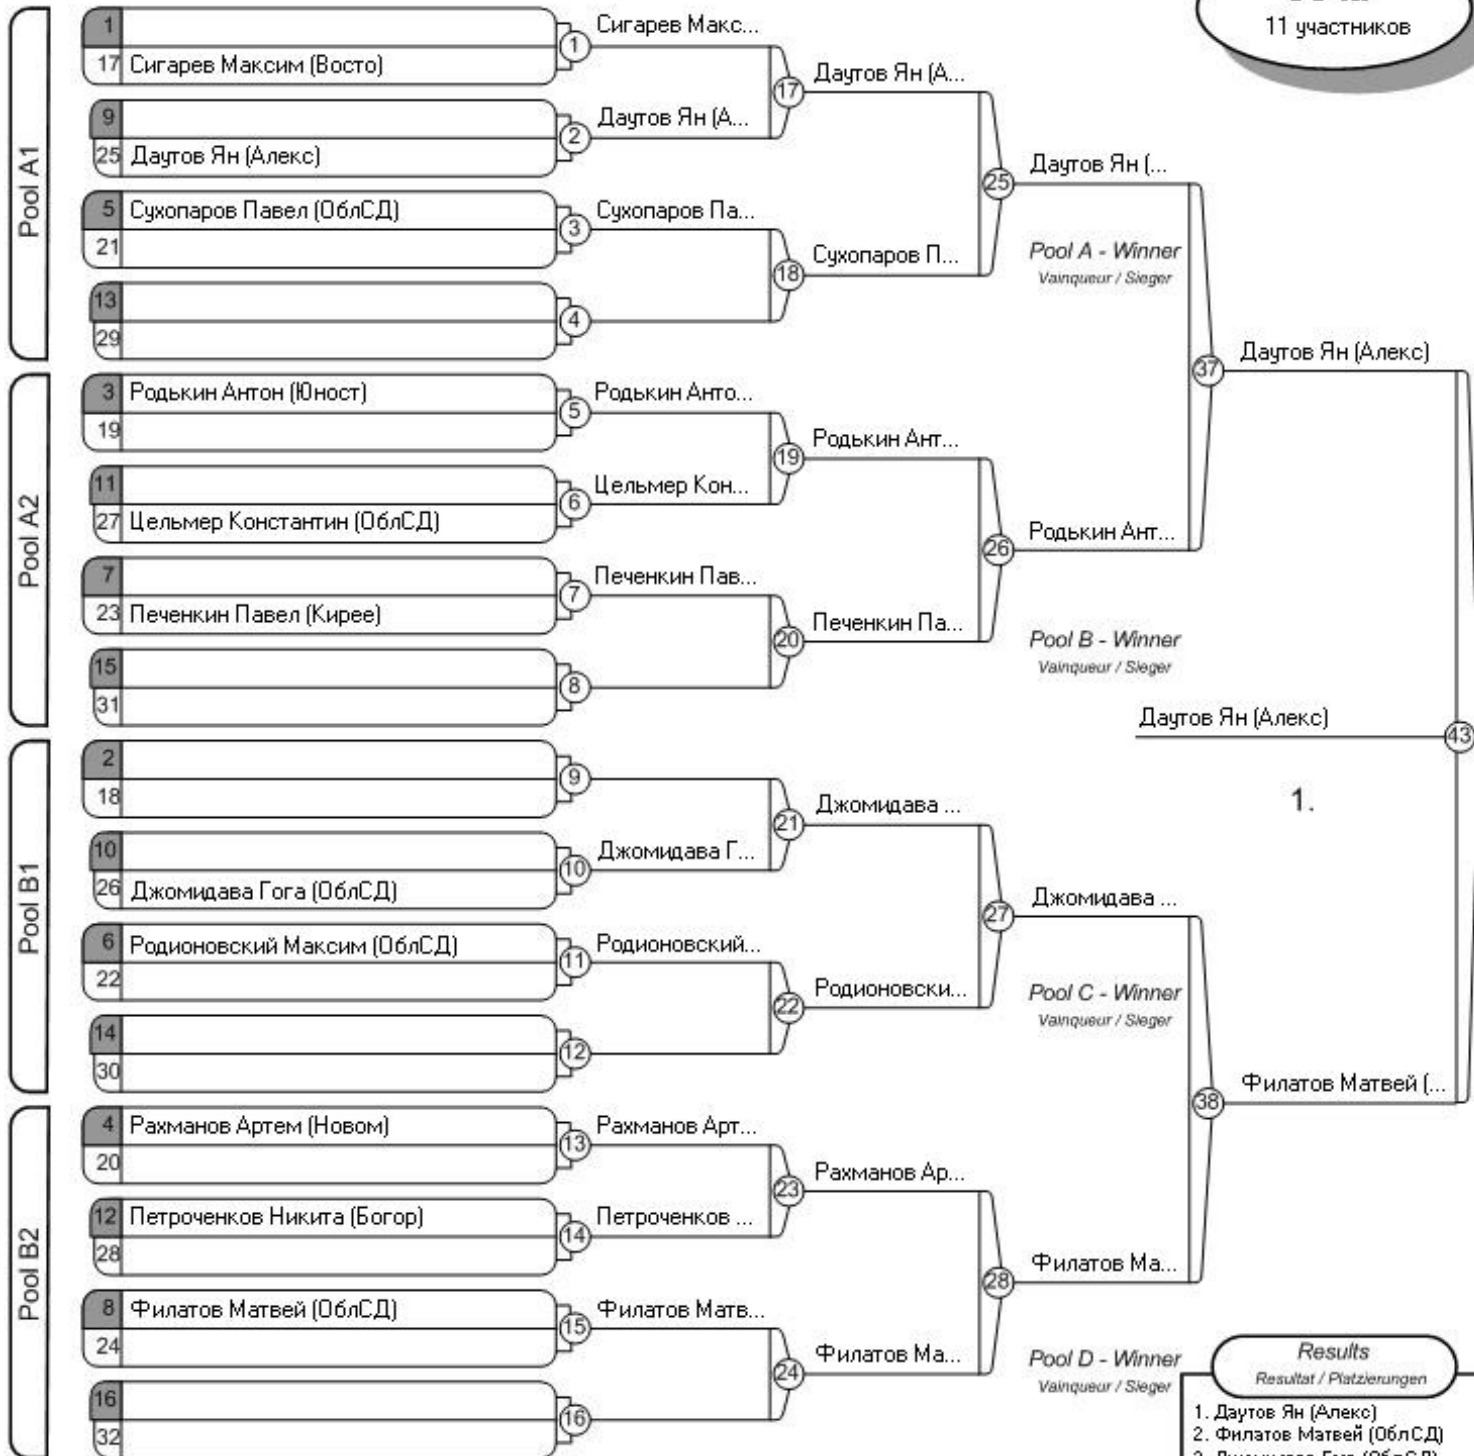 11 участников
Pool A1
1
17 Сигарев Максим (Восто)
1
Сигарев Макс...
9
25 Даутов Ян (Алекс)
2
Даутов Ян (А...
17
Даутов Ян (А...
5 Сухопаров Павел (ОблСД)
21
3
Сухопаров Па...
13
29
4
18
Сухопаров П...
25
Даутов Ян (...
Pool A - Winner
Vainqueur / Sieger
Pool A2
3 Родькин Антон (Юност)
19
5
Родькин Анто...
11
27 Цельмер Константин (ОблСД)
6
Цельмер Кон...
19
Родькин Ант...
7
23 Печенкин Павел (Кирее)
7
Печенкин Пав...
15
31
8
20
Печенкин Па...
26
Родькин Ант...
Pool B - Winner
Vainqueur / Sieger
37
Даутов Ян (Алекс)
Даутов Ян (Алекс)
43
1.
Pool B1
2
18
9
10
26 Джомидава Гога (ОблСД)
10
Джомидава Г...
21
Джомидава ...
6 Родионовский Максим (ОблСД)
22
11
Родионовский...
14
30
12
22
Родионовски...
27
Джомидава ...
Pool C - Winner
Vainqueur / Sieger
Pool B2
4 Рахманов Артем (Новом)
20
13
Рахманов Арт...
12 Петроченков Никита (Богор)
28
14
Петроченков ...
23
Рахманов Ар...
8 Филатов Матвей (ОблСД)
24
15
Филатов Матв...
16
32
16
24
Филатов Ма...
28
Филатов Ма...
38
Филатов Матвей (...
Pool D - Winner
Vainqueur / Sieger
Results
Resultat / Platzierungen
1. Даутов Ян (Алекс)
2. Филатов Матвей (ОблСД)